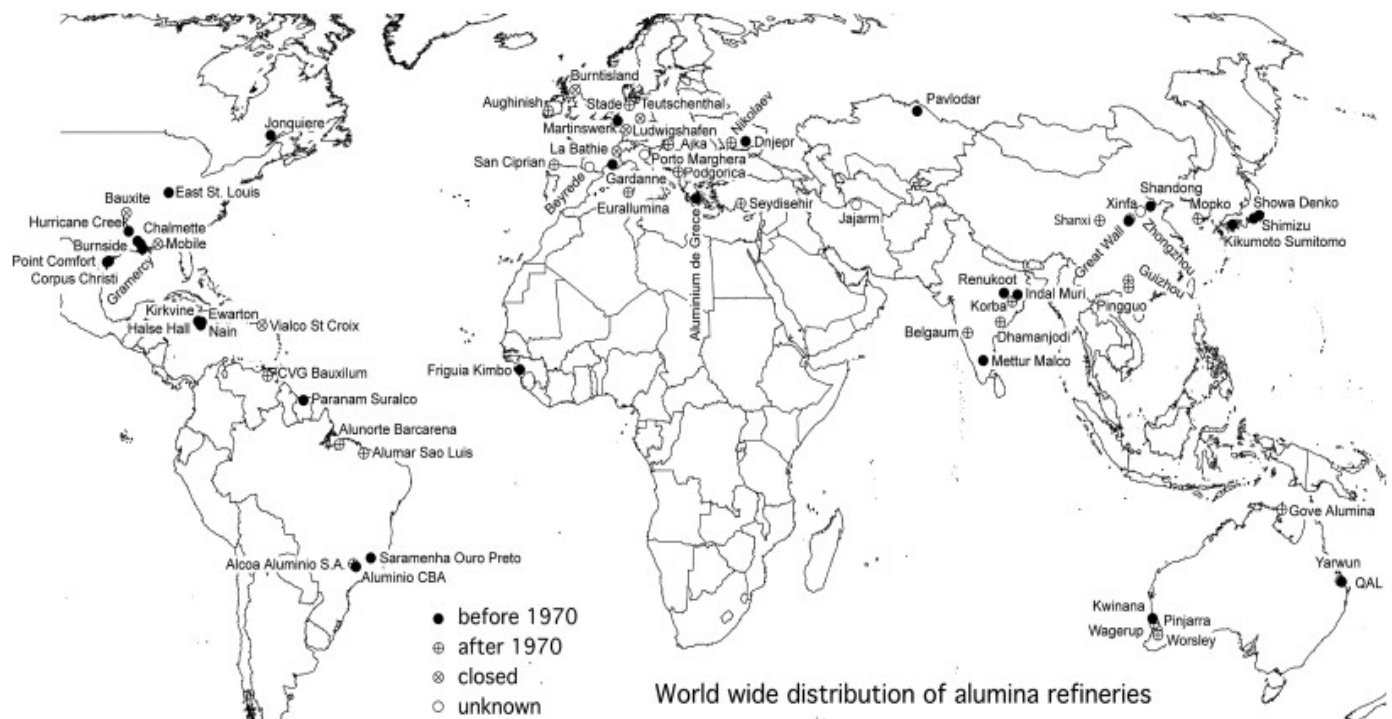 Burntisland
Aughinish
Stade
Teutschenthal
Nikolaev
Pavlodar
Jonquiere
Martinswerk
Ludwigshafen
Dnjepr
La Bathie
Ajka
San Ciprian
Porto Marghera
Podgorica
Beyrede
Gardanne
Eurallumina
Seydisehir
Jajarm
East St. Louis
Bauxite
Hurricane Creek
Chalmette
Burnside
Mobile
Point Comfort
Corpus Christi
Gramercy
Shandong
Xinfa
Mopko
Showa Denko
Shanxi
Shimizu
Kikumoto Sumitomo
Great Wall
Zhongzhou
Aluminium de Greece
Renukoot
Indal Muri
Guizhou
Korba
Pingguo
Kirkvine
Ewarton
Halse Hall
Nain
Vialco St Croix
Belgaum
Dhamanjodi
Mettur Malco
Friguia Kimbo
CVG Bauxilum
Paranam Suralco
Alunorte Barcarena
Alumar Sao Luis
Gove Alumina
Alcoa Aluminio S.A.
Saramenha Ouro Preto
Aluminio CBA
Yarwun
QAL
Kwinana
Pinjarra
Wagerup
Worsley
before 1970
after 1970
closed
unknown
World wide distribution of alumina refineries